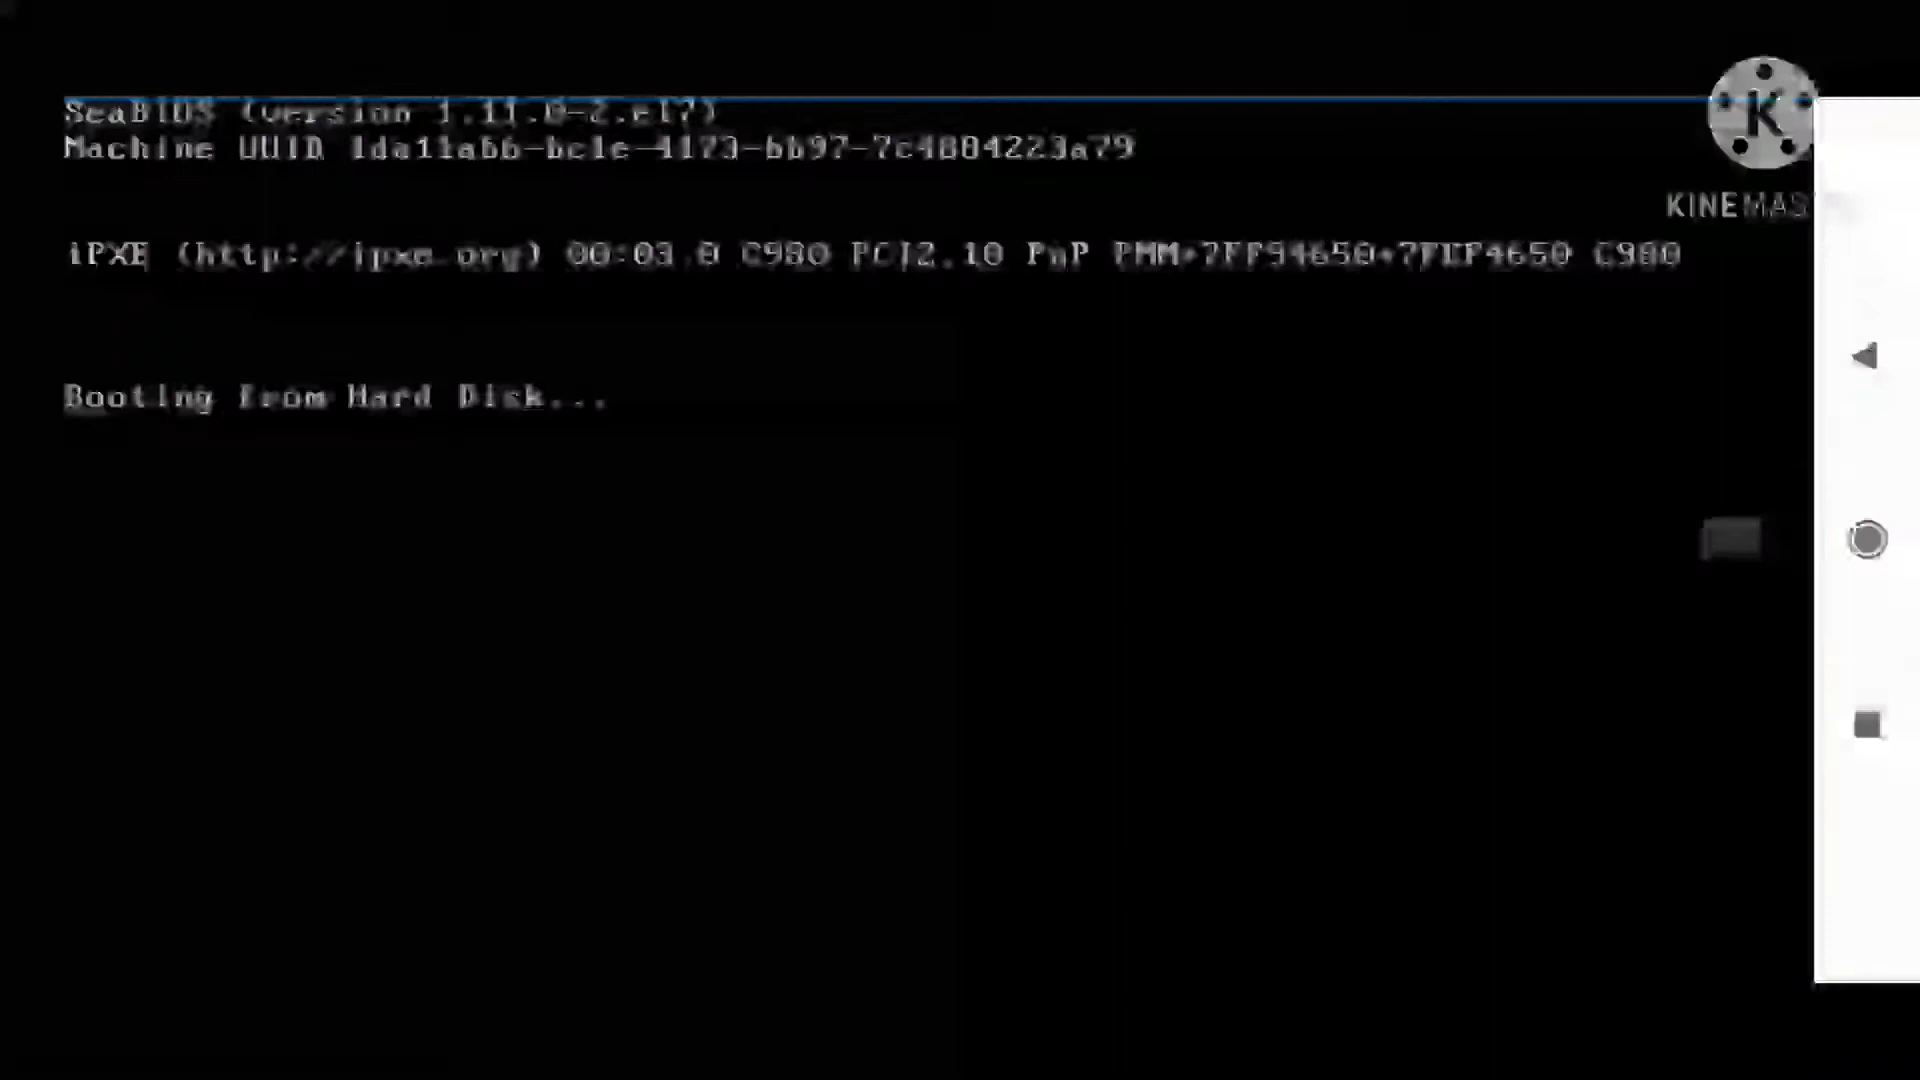 SeaBIOS (version 1.11.0-2.el7)
Machine UUID 1da11abb-bc1e-4173-bb97-7c4804223a79
KINEMAS
iPXE (http://ipxe.org) 00:03.0 C980 PCI2.10 PnP PMM+7FF94650+7FEF4650 C980
Booting from Hard Disk...